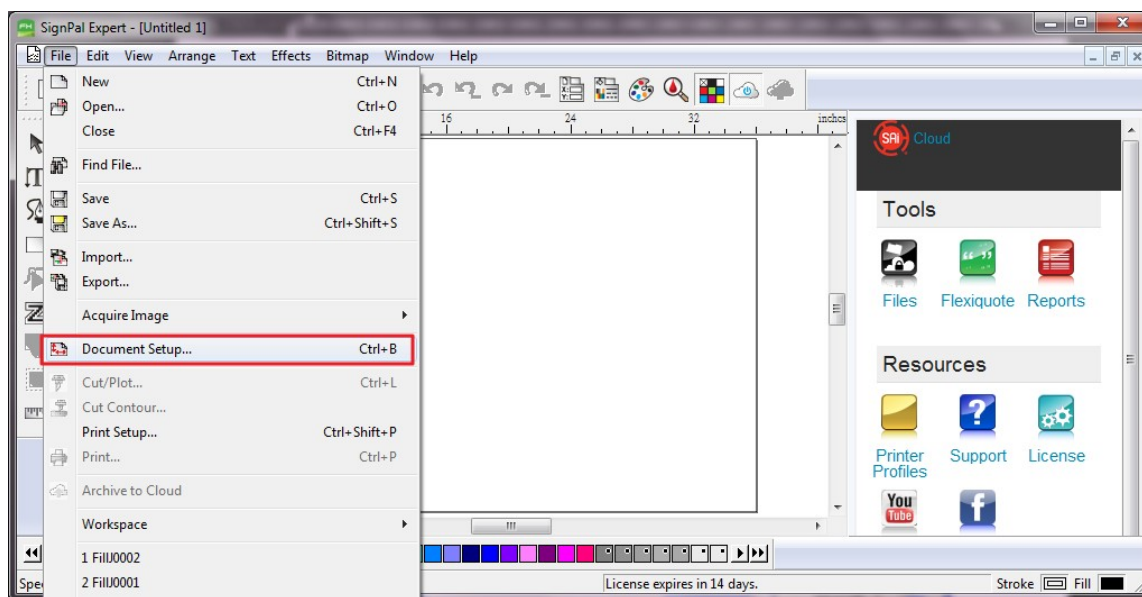 SignPal Expert - [Untitled 1]
File Edit View Arrange Text Effects Bitmap Window Help
New Ctrl+N
Open... Ctrl+O
Close Ctrl+F4
Find File...
Save Ctrl+S
Save As... Ctrl+Shift+S
Import...
Export...
Acquire Image
Document Setup... Ctrl+B
Cut/Plot... Ctrl+L
Cut Contour...
Print Setup... Ctrl+Shift+P
Print... Ctrl+P
Archive to Cloud
Workspace
1 FillJ0002
2 FillJ0001
16 24 32 inches
SAi Cloud
Tools
Files Flexiquote Reports
Resources
Printer Profiles
Support License
You Tube
f
Spe
License expires in 14 days.
Stroke Fill